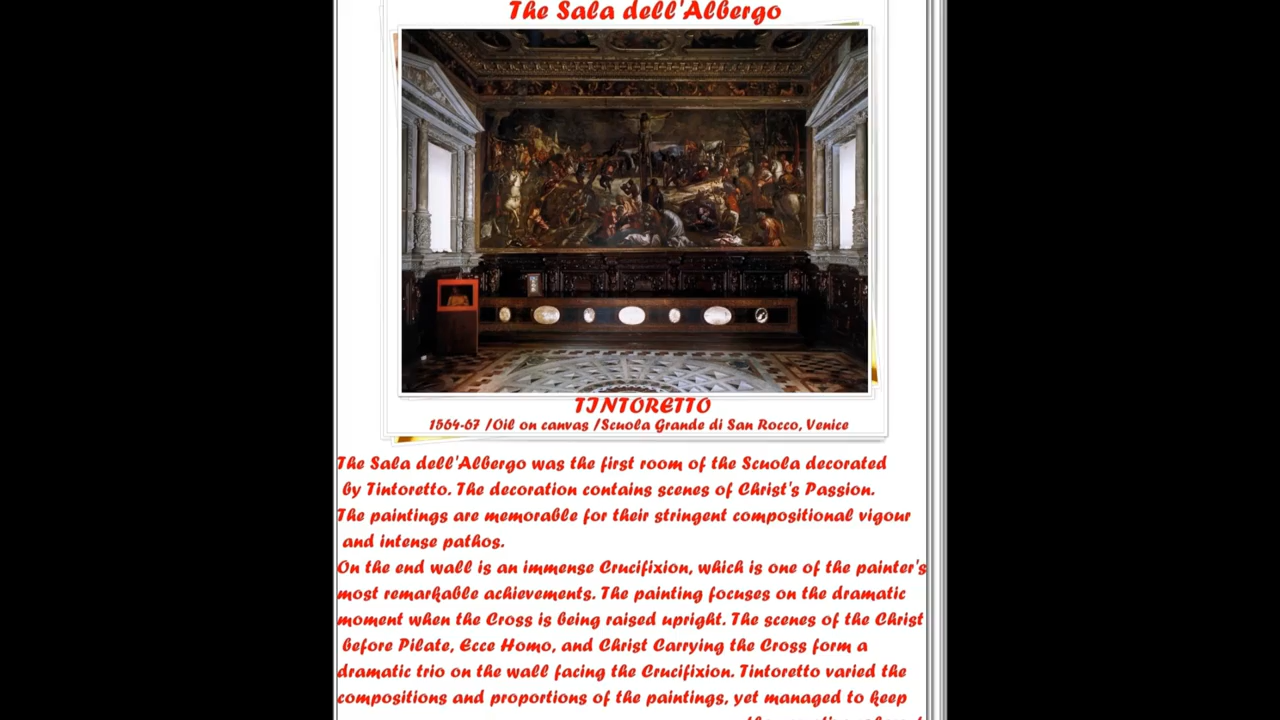 The Sala dell'Albergo
TINTORETTO
1564-67 /Oil on canvas /Scuola Grande di San Rocco, Venice
The Sala dell'Albergo was the first room of the Scuola decorated
by Tintoretto. The decoration contains scenes of Christ's Passion.
The paintings are memorable for their stringent compositional vigour
and intense pathos.
On the end wall is an immense Crucifixion, which is one of the painter's
most remarkable achievements. The painting focuses on the dramatic
moment when the Cross is being raised upright. The scenes of the Christ
before Pilate, Ecce Homo, and Christ Carrying the Cross form a
dramatic trio on the wall facing the Crucifixion. Tintoretto varied the
compositions and proportions of the paintings, yet managed to keep